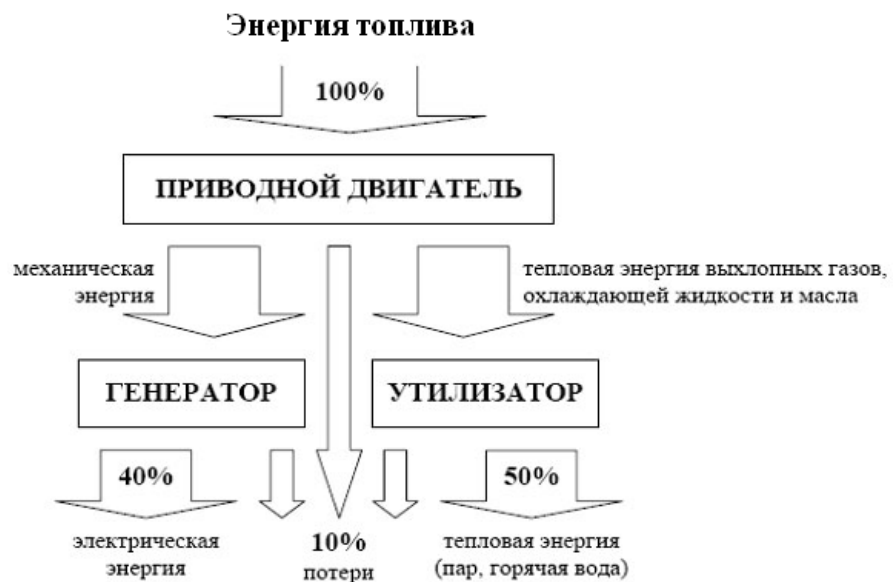 Энергия топлива
100%
ПРИВОДНОЙ ДВИГАТЕЛЬ
механическая
энергия
тепловая энергия выхлопных газов,
охлаждающей жидкости и масла
ГЕНЕРАТОР
УТИЛИЗАТОР
40%
50%
электрическая
энергия
10%
потери
тепловая энергия
(пар, горячая вода)